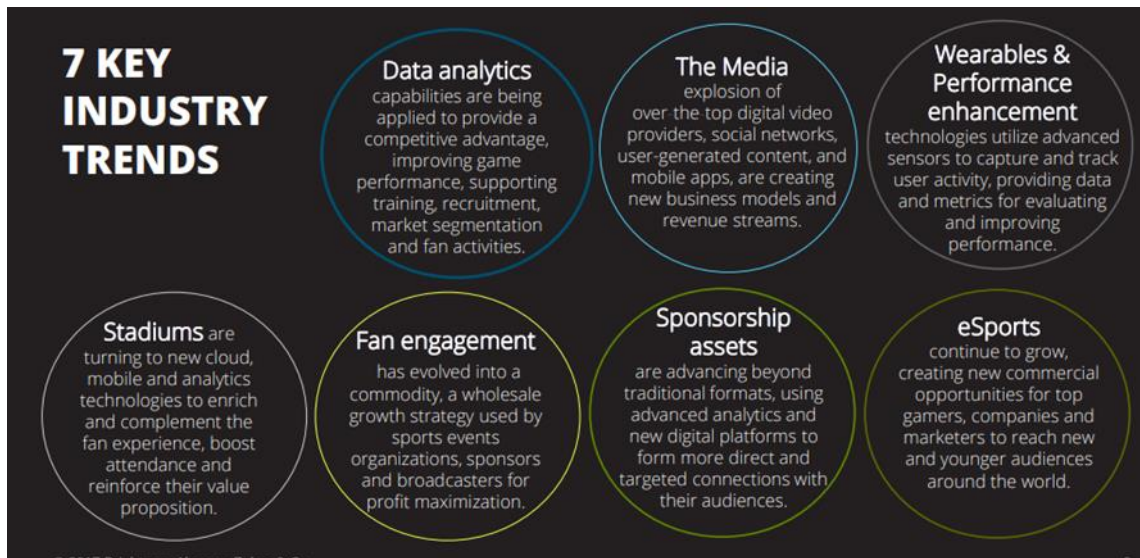 7 KEY
INDUSTRY
TRENDS
Data analytics
capabilities are being
applied to provide a
competitive advantage,
improving game
performance, supporting
training, recruitment,
market segmentation
and fan activities.
The Media
explosion of
over-the-top digital video
providers, social networks,
user-generated content, and
mobile apps, are creating
new business models and
revenue streams.
Wearables &
Performance
enhancement
technologies utilize advanced
sensors to capture and track
user activity, providing data
and metrics for evaluating
and improving
performance.
Stadiums are
turning to new cloud,
mobile and analytics
technologies to enrich
and complement the
fan experience, boost
attendance and
reinforce their value
proposition.
Fan engagement
has evolved into a
commodity, a wholesale
growth strategy used by
sports events
organizations, sponsors
and broadcasters for
profit maximization.
Sponsorship
assets
are advancing beyond
traditional formats, using
advanced analytics and
new digital platforms to
form more direct and
targeted connections with
their audiences.
eSports
continue to grow,
creating new commercial
opportunities for top
gamers, companies and
marketers to reach new
and younger audiences
around the world.